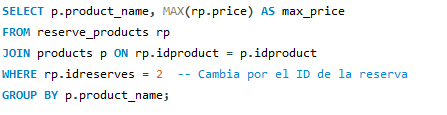 SELECT p.product_name, MAX(rp.price) AS max_price
FROM reserve_products rp
JOIN products p ON rp.idproduct = p.idproduct
WHERE rp.idreserves = 2  -- Cambia por el ID de la reserva
GROUP BY p.product_name;